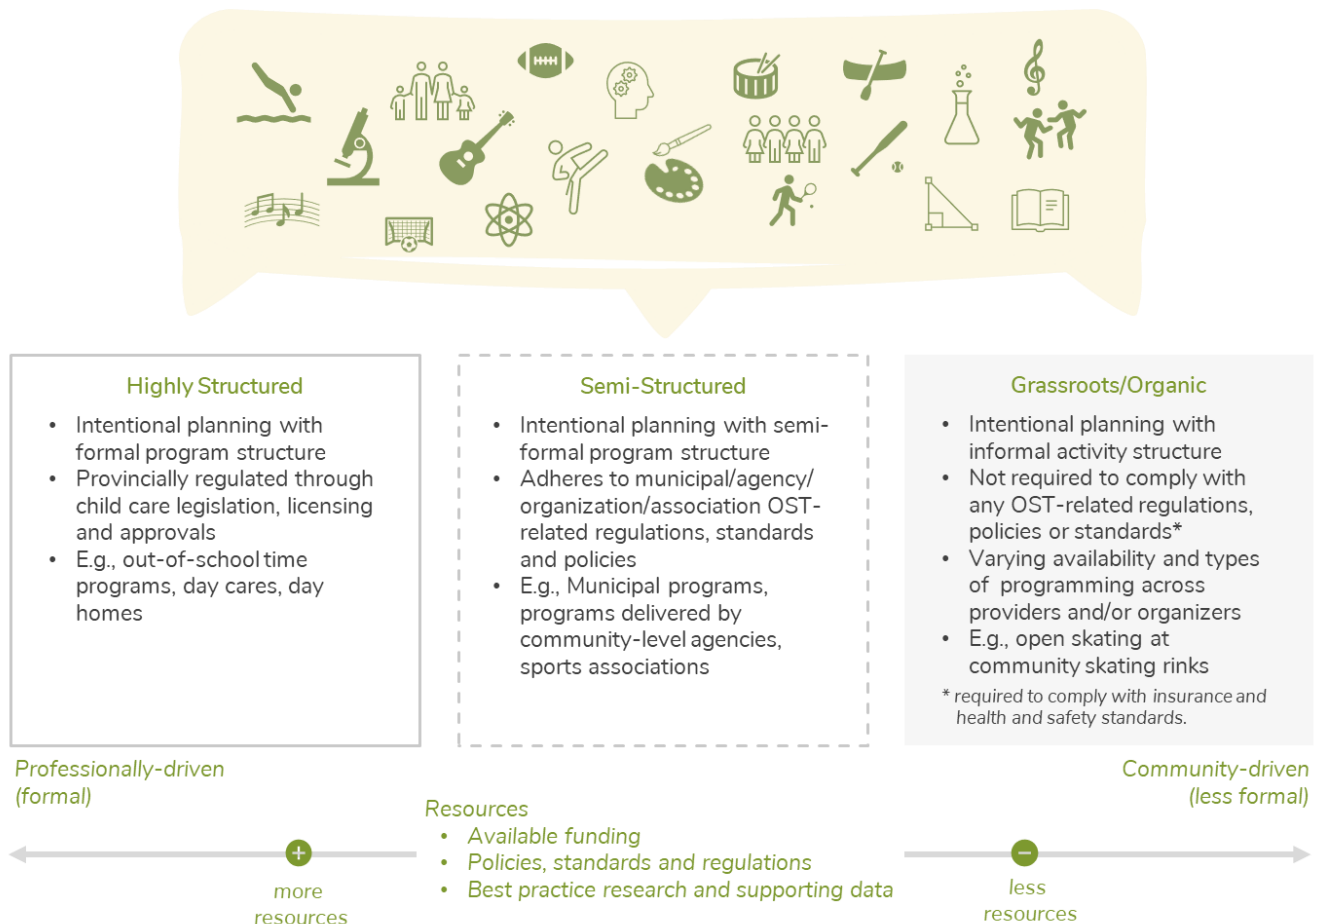 Highly Structured
• Intentional planning with
formal program structure
• Provincially regulated through
child care legislation, licensing
and approvals
• E.g., out-of-school time
programs, day cares, day
homes
Semi-Structured
• Intentional planning with semi-
formal program structure
• Adheres to municipal/agency/
organization/association OST-
related regulations, standards
and policies
• E.g., Municipal programs,
programs delivered by
community-level agencies,
sports associations
Grassroots/Organic
• Intentional planning with
informal activity structure
• Not required to comply with
any OST-related regulations,
policies or standards*
• Varying availability and types
of programming across
providers and/or organizers
• E.g., open skating at
community skating rinks
* required to comply with insurance and
health and safety standards.
Professionally-driven
(formal)
Community-driven
(less formal)
Resources
• Available funding
• Policies, standards and regulations
• Best practice research and supporting data
+
more
resources
−
less
resources